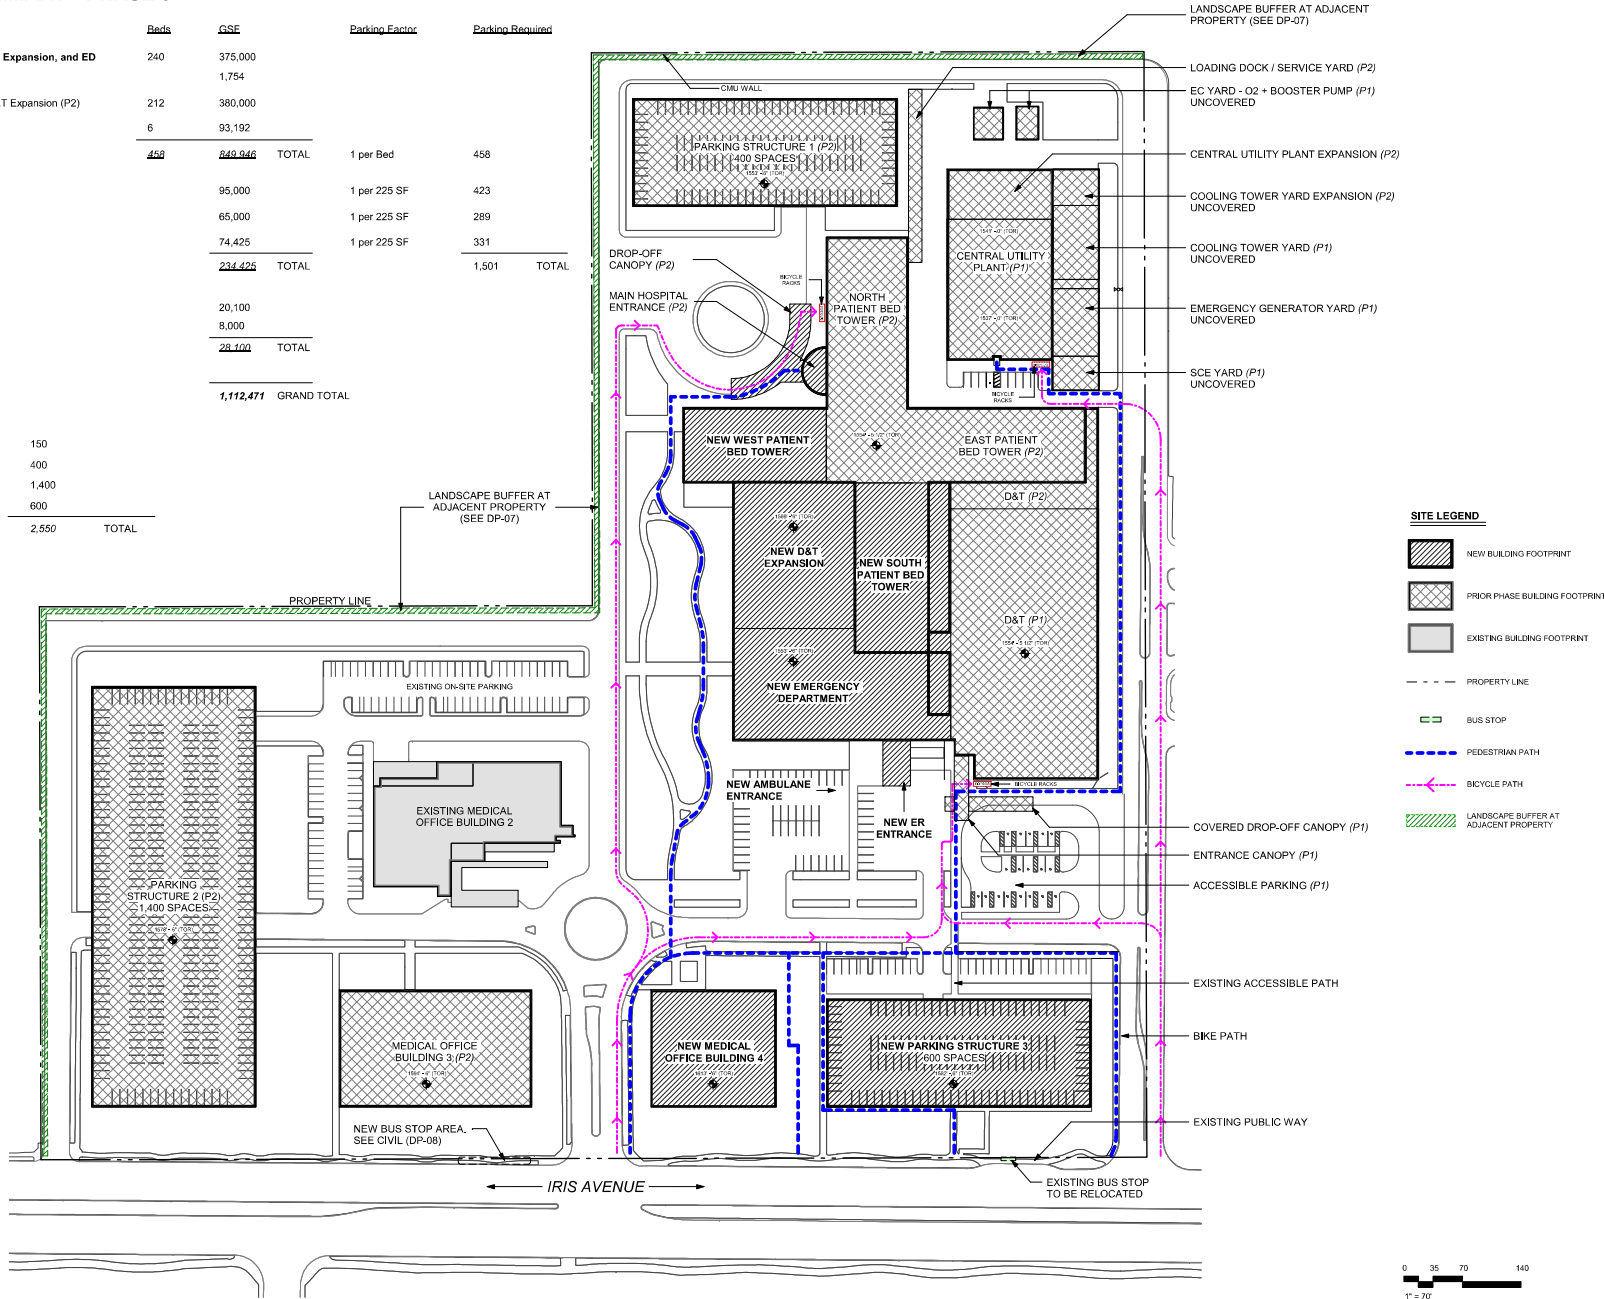 Beds GSF Parking Factor Parking Required
Expansion, and ED 240 375,000
1,754
T Expansion (P2) 212 380,000
6 93,192
458 849,946 TOTAL 1 per Bed 458
95,000 1 per 225 SF 423
65,000 1 per 225 SF 289
74,425 1 per 225 SF 331
234,425 TOTAL 1,501 TOTAL
20,100
8,000
28,100 TOTAL
1,112,471 GRAND TOTAL
150
400
1,400
600
2,550 TOTAL
LANDSCAPE BUFFER AT ADJACENT
PROPERTY (SEE DP-07)
LOADING DOCK / SERVICE YARD (P2)
EC YARD - O2 + BOOSTER PUMP (P1)
UNCOVERED
CENTRAL UTILITY PLANT EXPANSION (P2)
COOLING TOWER YARD EXPANSION (P2)
UNCOVERED
COOLING TOWER YARD (P1)
UNCOVERED
EMERGENCY GENERATOR YARD (P1)
UNCOVERED
SCE YARD (P1)
UNCOVERED
CMU WALL
PARKING STRUCTURE 1 (P2)
400 SPACES
DROP-OFF
CANOPY (P2)
MAIN HOSPITAL
ENTRANCE (P2)
BICYCLE
RACKS
NORTH
PATIENT BED
TOWER (P2)
CENTRAL UTILITY
PLANT (P1)
BICYCLE
RACKS
NEW WEST PATIENT
BED TOWER
EAST PATIENT
BED TOWER (P2)
D&T (P2)
LANDSCAPE BUFFER AT
ADJACENT PROPERTY
(SEE DP-07)
NEW D&T
EXPANSION
NEW SOUTH
PATIENT BED
TOWER
D&T (P1)
PROPERTY LINE
NEW EMERGENCY
DEPARTMENT
EXISTING ON-SITE PARKING
NEW AMBULANE
ENTRANCE
NEW ER
ENTRANCE
BICYCLE RACKS
EXISTING MEDICAL
OFFICE BUILDING 2
COVERED DROP-OFF CANOPY (P1)
ENTRANCE CANOPY (P1)
ACCESSIBLE PARKING (P1)
PARKING
STRUCTURE 2 (P2)
1,400 SPACES
EXISTING ACCESSIBLE PATH
BIKE PATH
MEDICAL OFFICE
BUILDING 3 (P2)
NEW MEDICAL
OFFICE BUILDING 4
NEW PARKING STRUCTURE 3
600 SPACES
EXISTING PUBLIC WAY
NEW BUS STOP AREA.
SEE CIVIL (DP-08)
IRIS AVENUE
EXISTING BUS STOP
TO BE RELOCATED
SITE LEGEND
NEW BUILDING FOOTPRINT
PRIOR PHASE BUILDING FOOTPRINT
EXISTING BUILDING FOOTPRINT
PROPERTY LINE
BUS STOP
PEDESTRIAN PATH
BICYCLE PATH
LANDSCAPE BUFFER AT
ADJACENT PROPERTY
0 35 70 140
1" = 70'